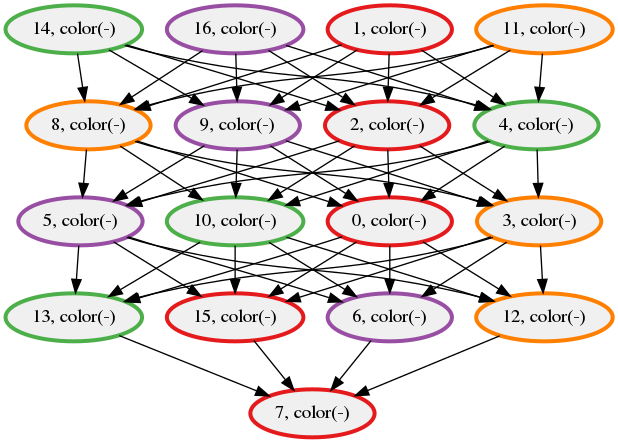 14, color(-) 16, color(-) 1, color(-) 11, color(-)
8, color(-) 9, color(-) 2, color(-) 4, color(-)
5, color(-) 10, color(-) 0, color(-) 3, color(-)
13, color(-) 15, color(-) 6, color(-) 12, color(-)
7, color(-)